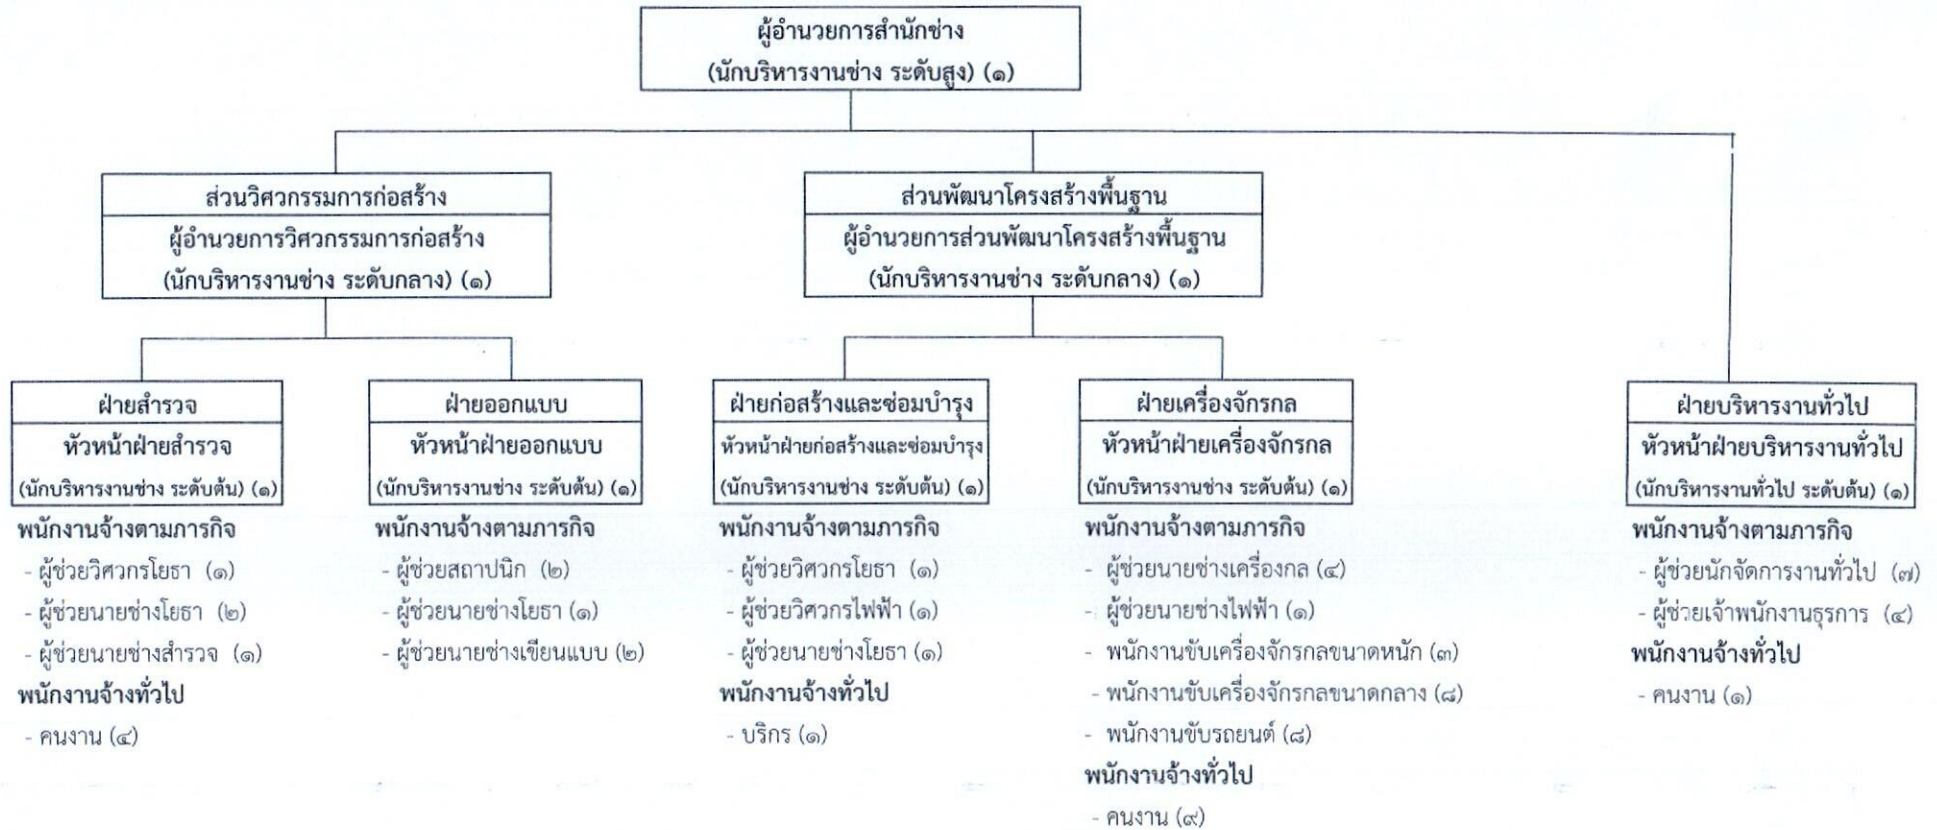 ผู้อำนวยการสำนักช่าง
(นักบริหารงานช่าง ระดับสูง) (๑)
ส่วนวิศวกรรมการก่อสร้าง
ผู้อำนวยการวิศวกรรมการก่อสร้าง
(นักบริหารงานช่าง ระดับกลาง) (๑)
ส่วนพัฒนาโครงสร้างพื้นฐาน
ผู้อำนวยการส่วนพัฒนาโครงสร้างพื้นฐาน
(นักบริหารงานช่าง ระดับกลาง) (๑)
ฝ่ายสำรวจ
หัวหน้าฝ่ายสำรวจ
(นักบริหารงานช่าง ระดับต้น) (๑)
พนักงานจ้างตามภารกิจ
- ผู้ช่วยวิศวกรโยธา (๑)
- ผู้ช่วยนายช่างโยธา (๒)
- ผู้ช่วยนายช่างสำรวจ (๑)
พนักงานจ้างทั่วไป
- คนงาน (๔)
ฝ่ายออกแบบ
หัวหน้าฝ่ายออกแบบ
(นักบริหารงานช่าง ระดับต้น) (๑)
พนักงานจ้างตามภารกิจ
- ผู้ช่วยสถาปนิก (๒)
- ผู้ช่วยนายช่างโยธา (๑)
- ผู้ช่วยนายช่างเขียนแบบ (๒)
ฝ่ายก่อสร้างและซ่อมบำรุง
หัวหน้าฝ่ายก่อสร้างและซ่อมบำรุง
(นักบริหารงานช่าง ระดับต้น) (๑)
พนักงานจ้างตามภารกิจ
- ผู้ช่วยวิศวกรโยธา (๑)
- ผู้ช่วยวิศวกรไฟฟ้า (๑)
- ผู้ช่วยนายช่างโยธา (๑)
พนักงานจ้างทั่วไป
- บริกร (๑)
ฝ่ายเครื่องจักรกล
หัวหน้าฝ่ายเครื่องจักรกล
(นักบริหารงานช่าง ระดับต้น) (๑)
พนักงานจ้างตามภารกิจ
- ผู้ช่วยนายช่างเครื่องกล (๔)
- ผู้ช่วยนายช่างไฟฟ้า (๑)
- พนักงานขับเครื่องจักรกลขนาดหนัก (๓)
- พนักงานขับเครื่องจักรกลขนาดกลาง (๘)
- พนักงานขับรถยนต์ (๘)
พนักงานจ้างทั่วไป
- คนงาน (๙)
ฝ่ายบริหารงานทั่วไป
หัวหน้าฝ่ายบริหารงานทั่วไป
(นักบริหารงานทั่วไป ระดับต้น) (๑)
พนักงานจ้างตามภารกิจ
- ผู้ช่วยนักจัดการงานทั่วไป (๗)
- ผู้ช่วยเจ้าพนักงานธุรการ (๔)
พนักงานจ้างทั่วไป
- คนงาน (๑)